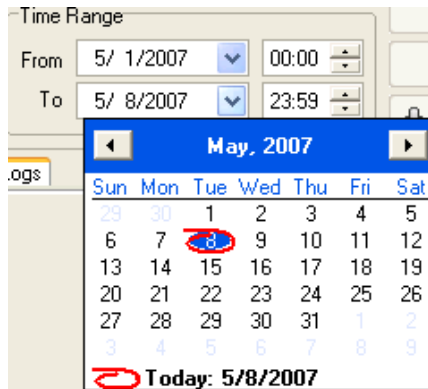 Time Range
From 5/ 1/2007 00:00
To 5/ 8/2007 23:59
May, 2007
Logs
Sun Mon Tue Wed Thu Fri Sat
29 30 1 2 3 4 5
6 7 8 9 10 11 12
13 14 15 16 17 18 19
20 21 22 23 24 25 26
27 28 29 30 31 1 2
3 4 5 6 7 8 9
Today: 5/8/2007